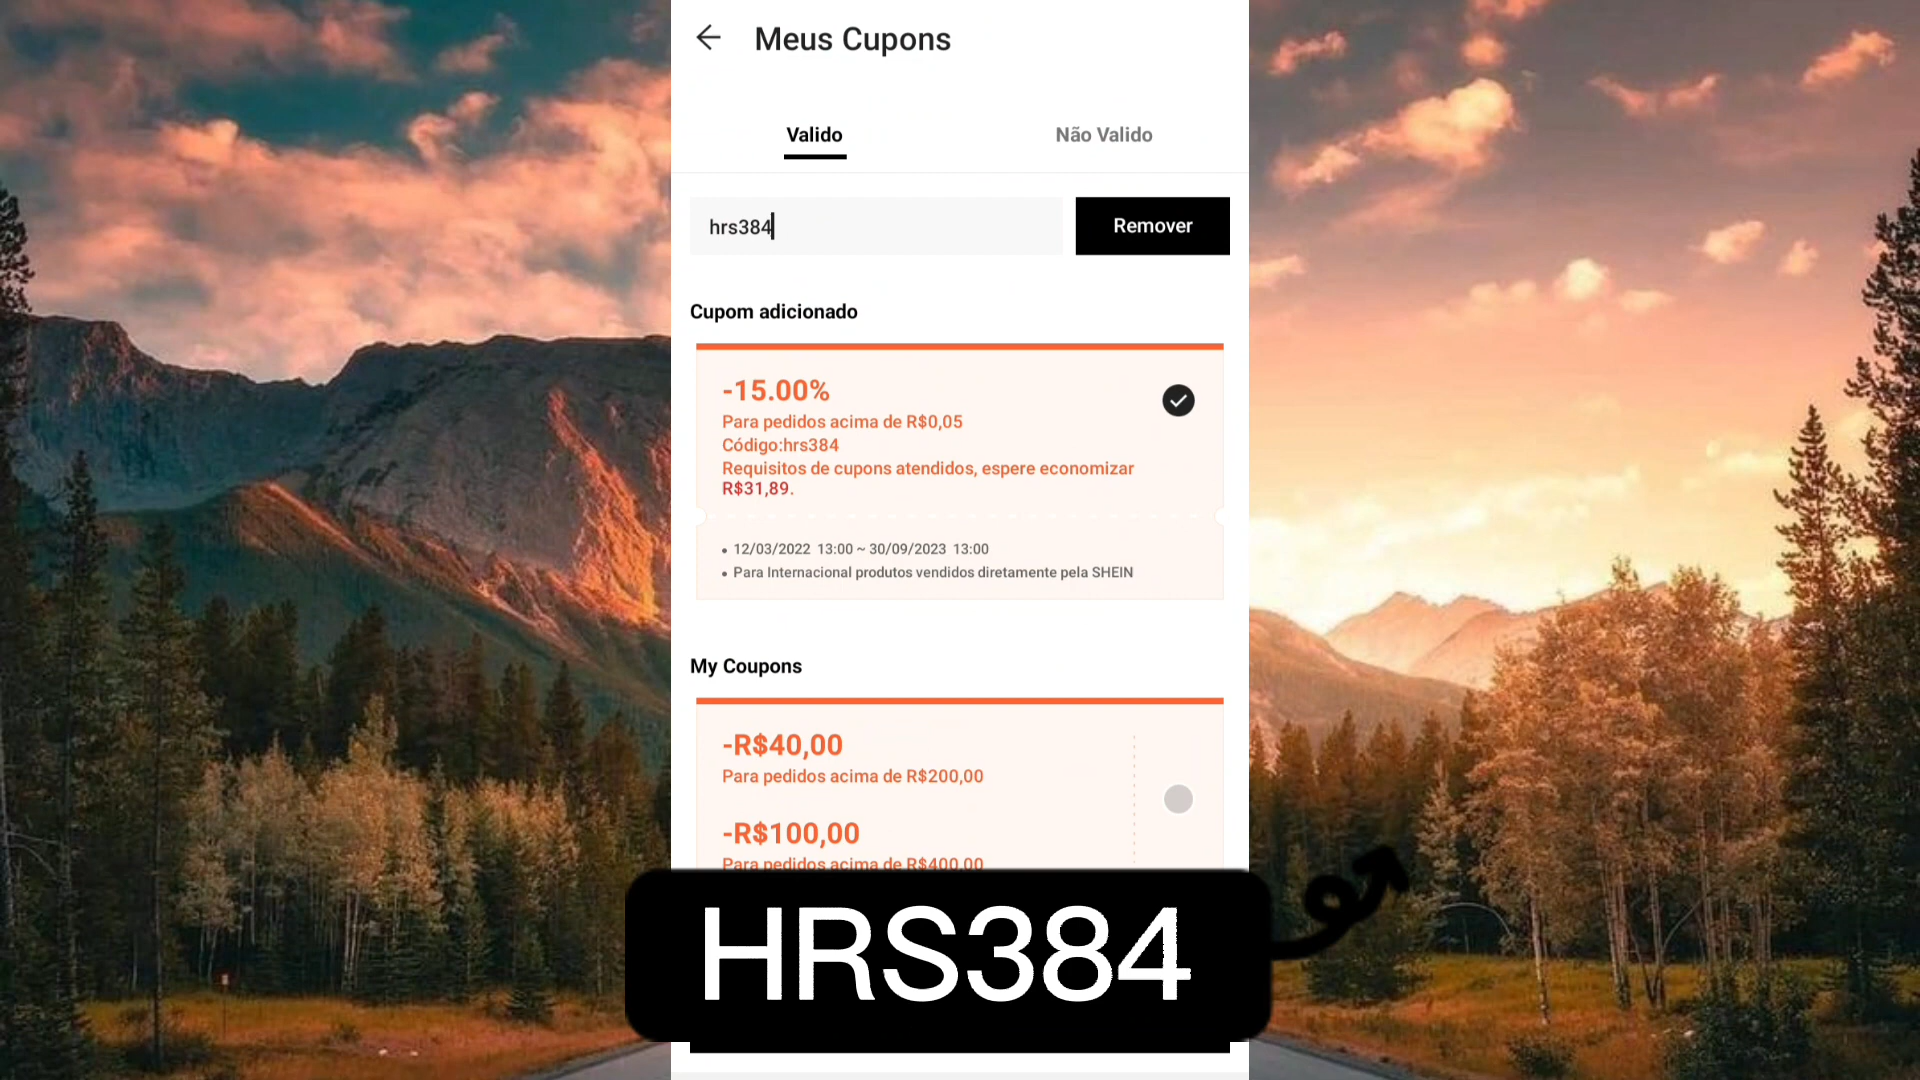 Meus Cupons
Valido
Não Valido
hrs384
Remover
Cupom adicionado
-15.00%
Para pedidos acima de R$0,05
Código:hrs384
Requisitos de cupons atendidos, espere economizar
R$31,89.
• 12/03/2022 13:00 ~ 30/09/2023 13:00
• Para Internacional produtos vendidos diretamente pela SHEIN
My Coupons
-R$40,00
Para pedidos acima de R$200,00
-R$100,00
Para pedidos acima de R$400,00
HRS384